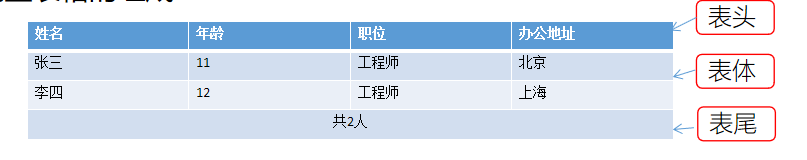 姓名 年龄 职位 办公地址 表头
张三 11 工程师 北京 表体
李四 12 工程师 上海
共2人 表尾